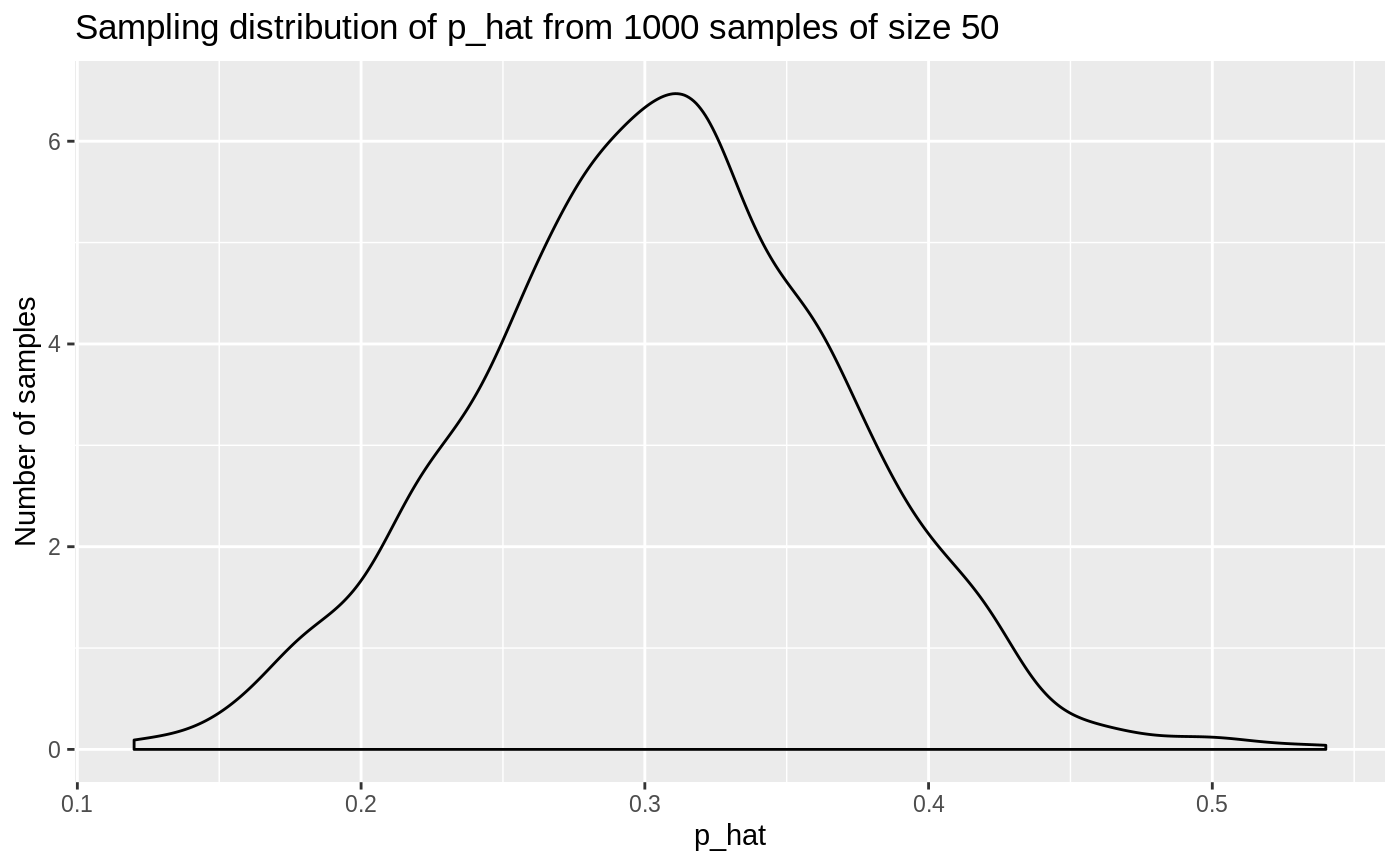 Sampling distribution of p_hat from 1000 samples of size 50
Number of samples
6
4
2
0
0.1 0.2 0.3 0.4 0.5
p_hat